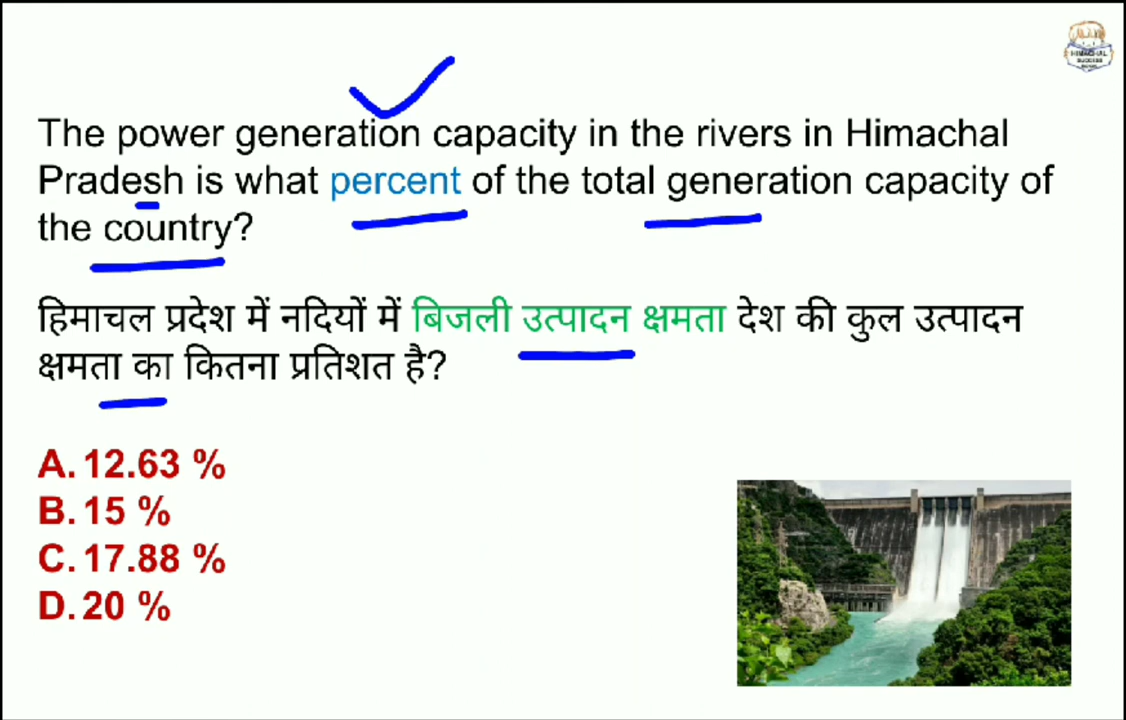 HIMACHAL
SUCCESS
The power generation capacity in the rivers in Himachal
Pradesh is what percent of the total generation capacity of
the country?
हिमाचल प्रदेश में नदियों में बिजली उत्पादन क्षमता देश की कुल उत्पादन
क्षमता का कितना प्रतिशत है?
A. 12.63 %
B. 15 %
C. 17.88 %
D. 20 %